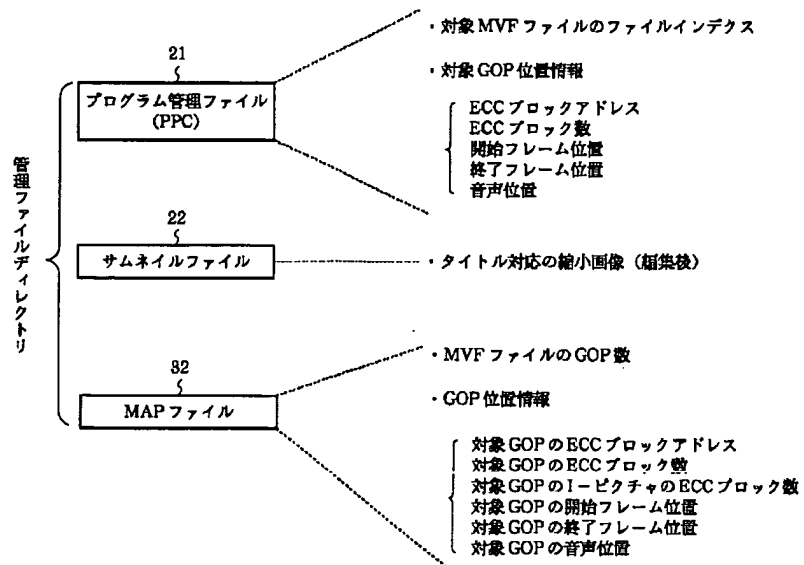 管理ファイルディレクトリ
21
プログラム管理ファイル
(PPC)
・対象MVFファイルのファイルインデクス
・対象GOP位置情報
ECCブロックアドレス
ECCブロック数
開始フレーム位置
終了フレーム位置
音声位置
22
サムネイルファイル
・タイトル対応の縮小画像（編集後）
32
MAPファイル
・MVFファイルのGOP数
・GOP位置情報
対象GOPのECCブロックアドレス
対象GOPのECCブロック数
対象GOPのI－ピクチャのECCブロック数
対象GOPの開始フレーム位置
対象GOPの終了フレーム位置
対象GOPの音声位置